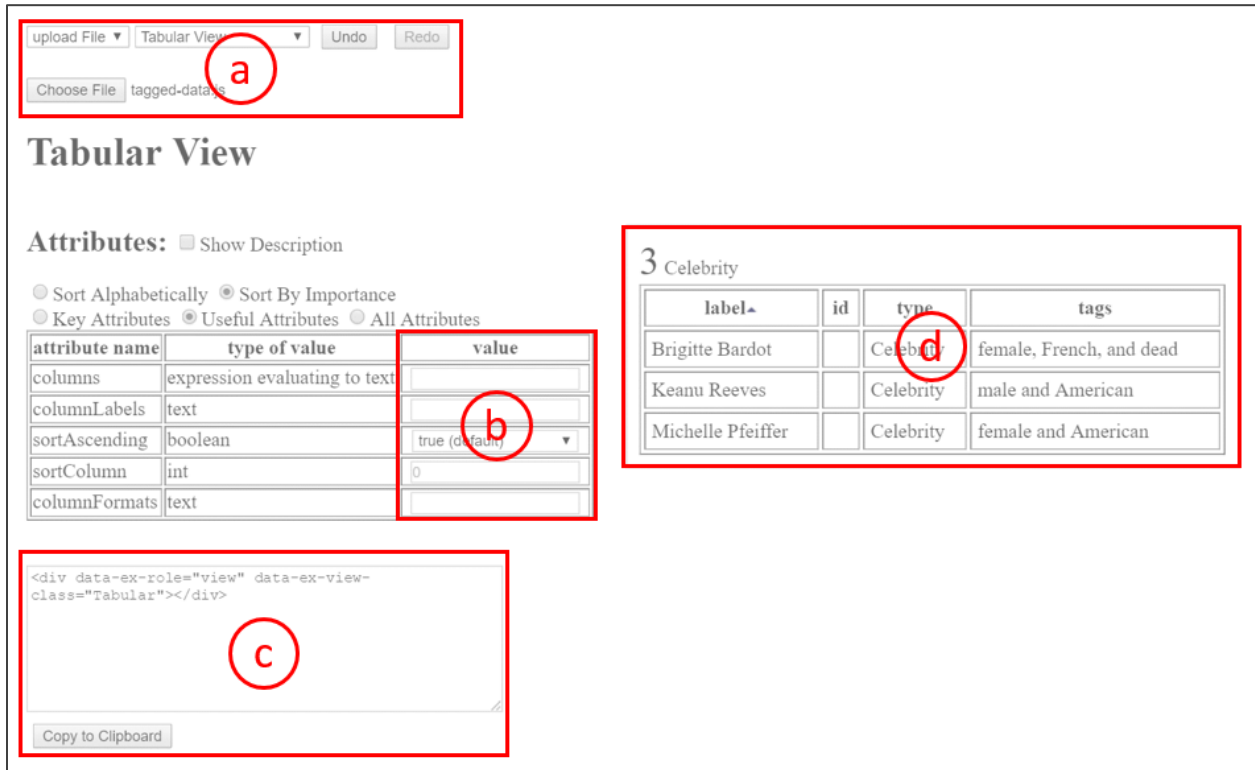 upload File ▼ Tabular View ▼ Undo Redo
a
Choose File tagged-data.js
Tabular View
Attributes: Show Description
Sort Alphabetically Sort By Importance
Key Attributes Useful Attributes All Attributes
attribute name type of value value
columns expression evaluating to text
columnLabels text
b
sortAscending boolean true (default) ▼
sortColumn int 0
columnFormats text
<div data-ex-role="view" data-ex-view-
class="Tabular"></div>
c
Copy to Clipboard
3 Celebrity
label id type tags
d
Brigitte Bardot Celebrity female, French, and dead
Keanu Reeves Celebrity male and American
Michelle Pfeiffer Celebrity female and American